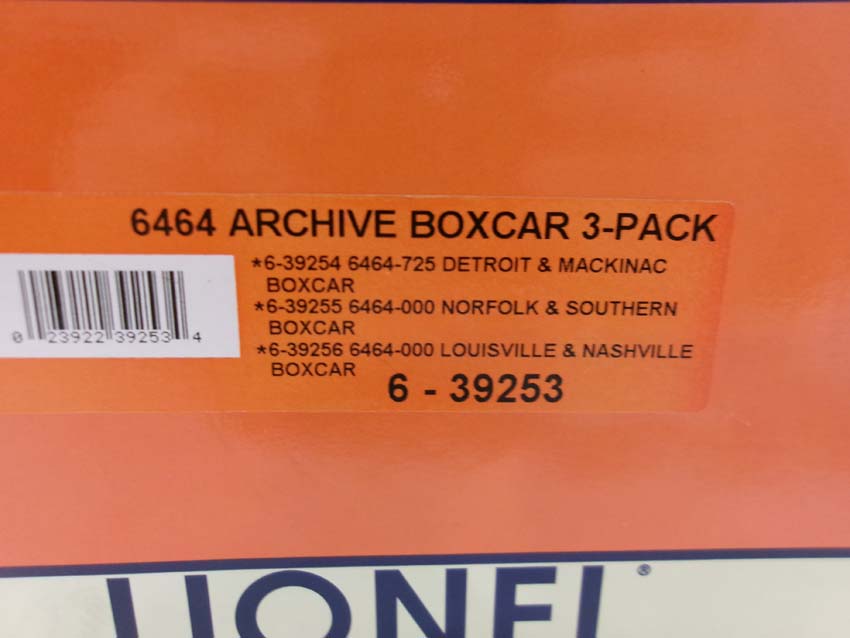 6464 ARCHIVE BOXCAR 3-PACK
*6-39254 6464-725 DETROIT & MACKINAC
BOXCAR
*6-39255 6464-000 NORFOLK & SOUTHERN
BOXCAR
*6-39256 6464-000 LOUISVILLE & NASHVILLE
BOXCAR
6 - 39253
0 23922 39253 4
LIONEL®